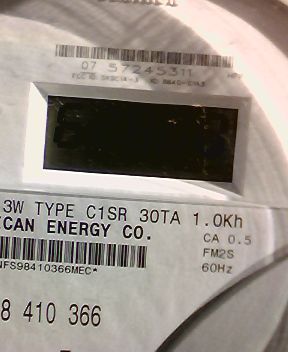 07 57245311
3W TYPE C1SR 30TA 1.0Kh
ICAN ENERGY CO.
CA 0.5
FM2S
60Hz
NFS98410366MEC*
8 410 366